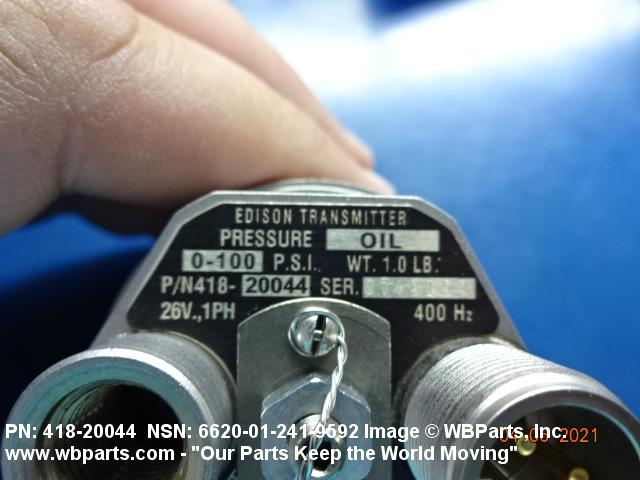 EDISON TRANSMITTER
PRESSURE OIL
0-100 P.S.I. WT. 1.0 LB.
P/N418-20044 SER.
26V.,1PH 400 Hz
PN: 418-20044 NSN: 6620-01-241-9592 Image © WBParts, Inc.
2021
www.wbparts.com - "Our Parts Keep the World Moving"